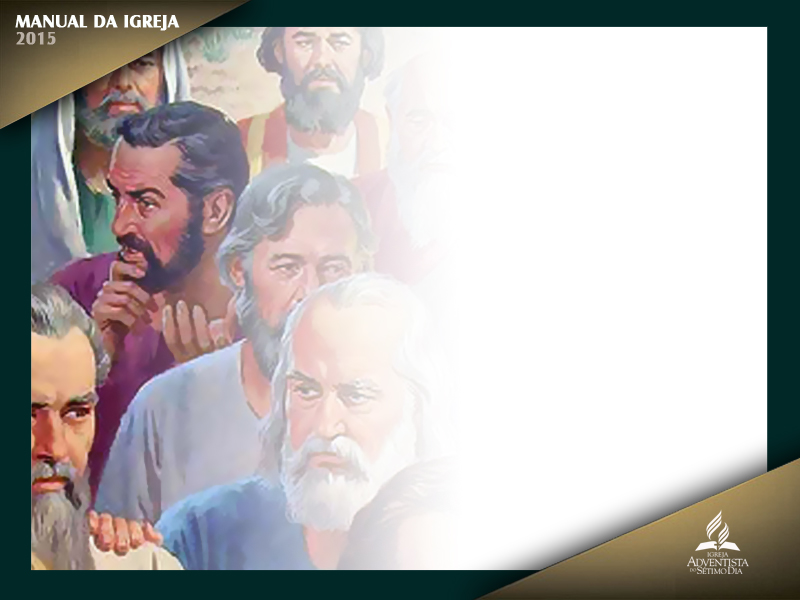 MANUAL DA IGREJA
2015
IGREJA
ADVENTISTA
DO SÉTIMO DIA